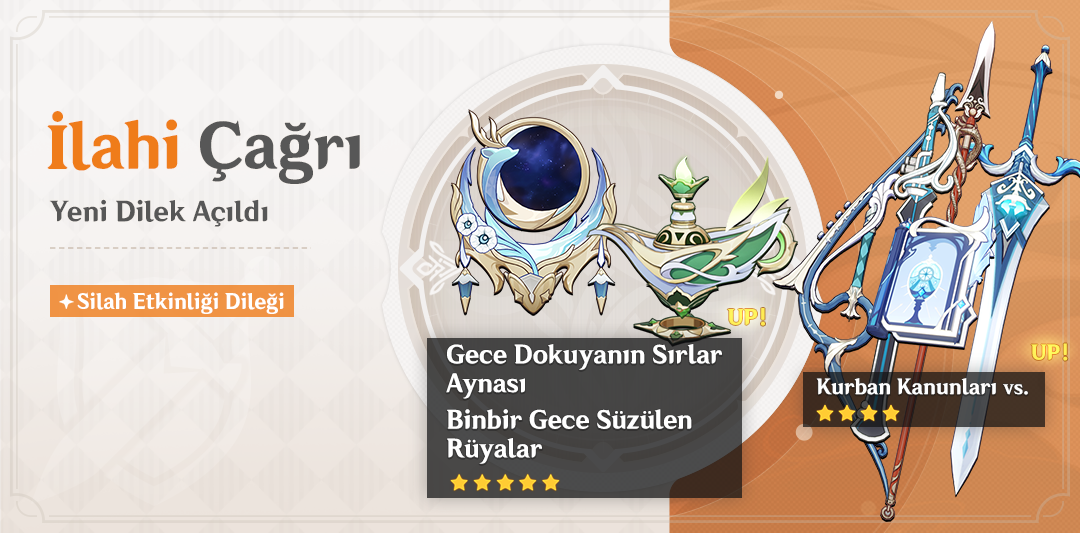 İlahi Çağrı
Yeni Dilek Açıldı
Silah Etkinliği Dileği
UP!
Gece Dokuyanın Sırlar
Aynası
Binbir Gece Süzülen
Rüyalar
UP!
Kurban Kanunları vs.